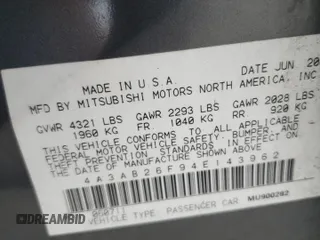 MADE IN U.S.A. DATE JUN 20
MFD BY MITSUBISHI MOTORS NORTH AMERICA, INC
GVWR 4321 LBS GAWR 2293 LBS GAWR 2028 LBS
1960 KG FR 1040 KG RR 920 KG
THIS VEHICLE CONFORMS TO ALL APPLICABLE
FEDERAL MOTOR VEHICLE SAFETY, BUMPER, AND
THEFT PREVENTION STANDARDS IN EFFECT ON
THE DATE OF MANUFACTURE SHOWN ABOVE.
4A3AB26F94E143962
VEHICLE TYPE: PASSENGER CAR MU900292
DREAMBID
.COM